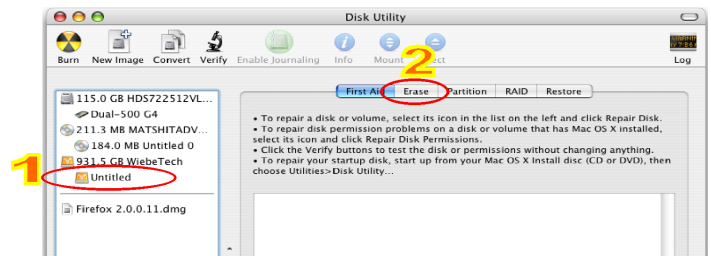 Disk Utility
Burn New Image Convert Verify Enable Journaling Info Mount Eject Log
2
First Aid Erase Partition RAID Restore
115.0 GB HDS722512VL...
Dual-500 G4
211.3 MB MATSHITADV...
184.0 MB Untitled 0
931.5 GB WiebeTech
1
Untitled
Firefox 2.0.0.11.dmg
• To repair a disk or volume, select its icon in the list on the left and click Repair Disk.
• To repair disk permission problems on a disk or volume that has Mac OS X installed,
select its icon and click Repair Disk Permissions.
• Click the Verify buttons to test the disk or permissions without changing anything.
• To repair your startup disk, start up from your Mac OS X Install disc (CD or DVD), then
choose Utilities>Disk Utility...